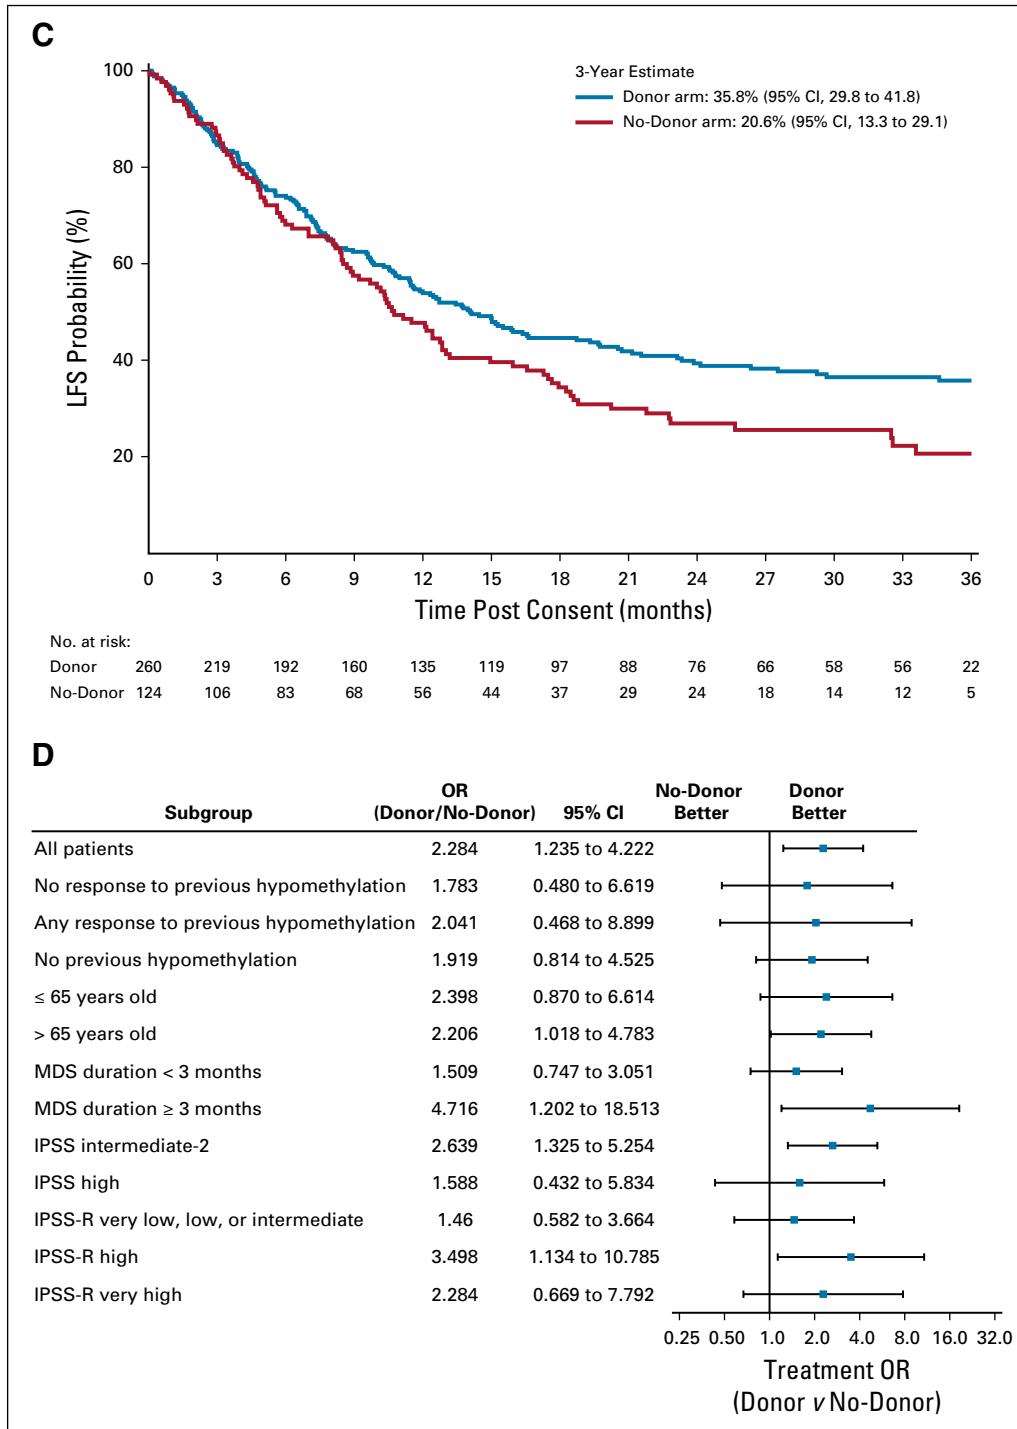 C
3-Year Estimate
Donor arm: 35.8% (95% CI, 29.8 to 41.8)
No-Donor arm: 20.6% (95% CI, 13.3 to 29.1)
LFS Probability (%)
100
80
60
40
20
0 3 6 9 12 15 18 21 24 27 30 33 36
Time Post Consent (months)
No. at risk:
Donor 260 219 192 160 135 119 97 88 76 66 58 56 22
No-Donor 124 106 83 68 56 44 37 29 24 18 14 12 5
D
Subgroup OR (Donor/No-Donor) 95% CI No-Donor Better Donor Better
All patients 2.284 1.235 to 4.222
No response to previous hypomethylation 1.783 0.480 to 6.619
Any response to previous hypomethylation 2.041 0.468 to 8.899
No previous hypomethylation 1.919 0.814 to 4.525
≤ 65 years old 2.398 0.870 to 6.614
> 65 years old 2.206 1.018 to 4.783
MDS duration < 3 months 1.509 0.747 to 3.051
MDS duration ≥ 3 months 4.716 1.202 to 18.513
IPSS intermediate-2 2.639 1.325 to 5.254
IPSS high 1.588 0.432 to 5.834
IPSS-R very low, low, or intermediate 1.46 0.582 to 3.664
IPSS-R high 3.498 1.134 to 10.785
IPSS-R very high 2.284 0.669 to 7.792
0.25 0.50 1.0 2.0 4.0 8.0 16.0 32.0
Treatment OR
(Donor v No-Donor)